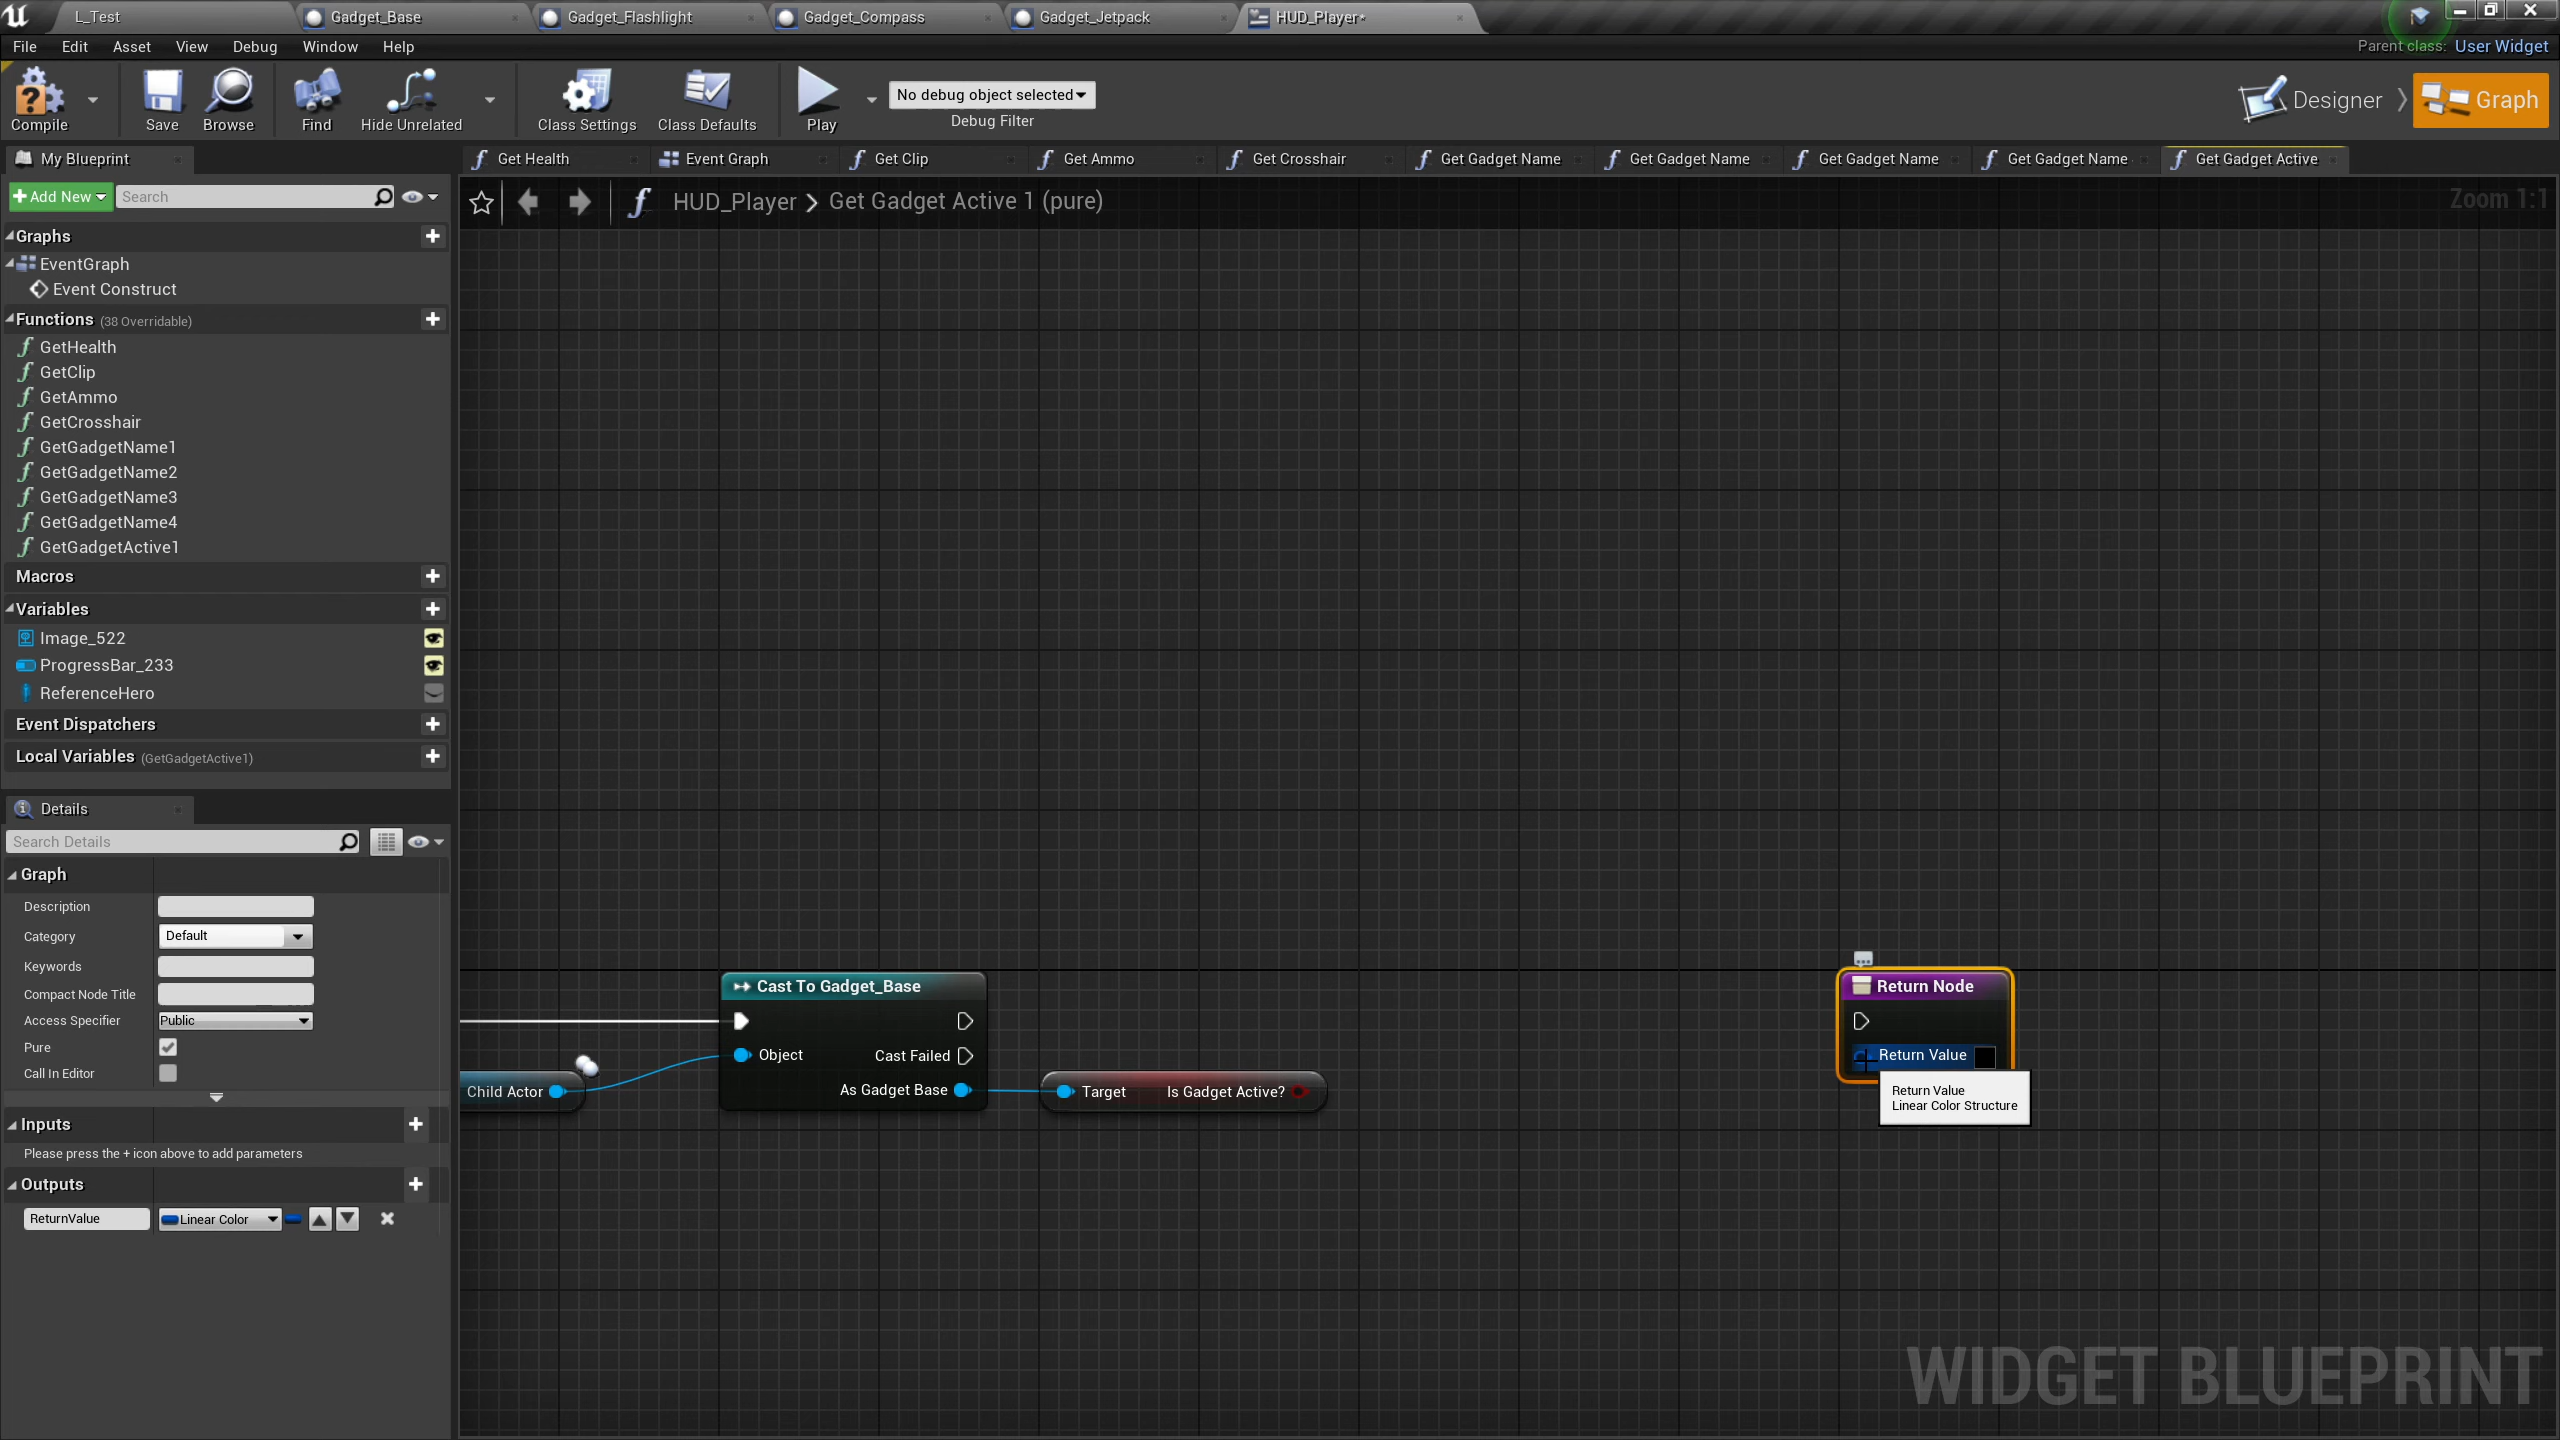 L_Test
Gadget_Base
Gadget_Flashlight
Gadget_Compass
Gadget_Jetpack
HUD_Player*
File
Edit
Asset
View
Debug
Window
Help
Parent class: User Widget
Compile
Save
Browse
Find
Hide Unrelated
Class Settings
Class Defaults
Play
No debug object selected
Debug Filter
Designer
Graph
My Blueprint
Get Health
Event Graph
Get Clip
Get Ammo
Get Crosshair
Get Gadget Name
Get Gadget Name
Get Gadget Name
Get Gadget Name
Get Gadget Active
Add New
Search
HUD_Player > Get Gadget Active 1 (pure)
Zoom 1:1
Graphs
EventGraph
Event Construct
Functions (38 Overridable)
GetHealth
GetClip
GetAmmo
GetCrosshair
GetGadgetName1
GetGadgetName2
GetGadgetName3
GetGadgetName4
GetGadgetActive1
Macros
Variables
Image_522
ProgressBar_233
ReferenceHero
Event Dispatchers
Local Variables (GetGadgetActive1)
Details
Search Details
Graph
Description
Category
Default
Keywords
Compact Node Title
Access Specifier
Public
Pure
Call In Editor
Inputs
Please press the + icon above to add parameters
Outputs
ReturnValue
Linear Color
Child Actor
Cast To Gadget_Base
Object
Cast Failed
As Gadget Base
Target
Is Gadget Active?
Return Node
Return Value
Return Value
Linear Color Structure
WIDGET BLUEPRINT